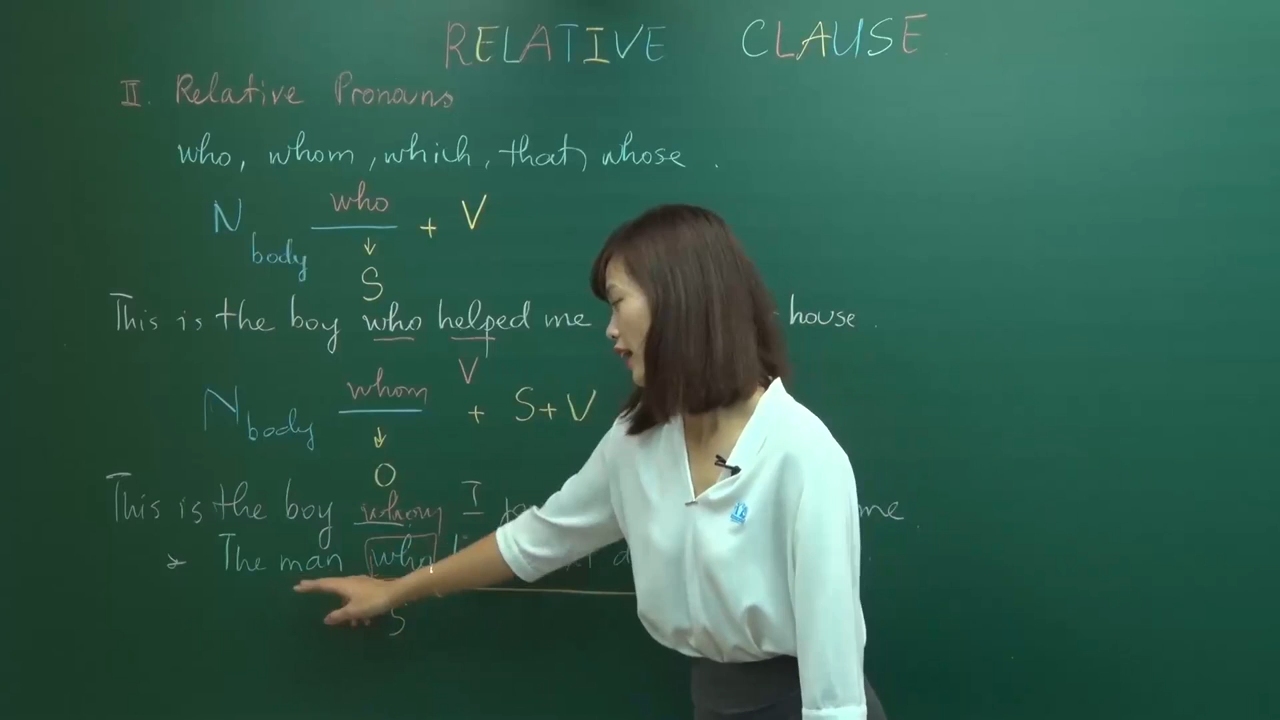 RELATIVE CLAUSE
II. Relative Pronouns
who, whom, which, that, whose.
N body who + V
↓
S
This is the boy who helped me house.
V
N body whom + S+V
↓
O
This is the boy whom I me.
The man who
S